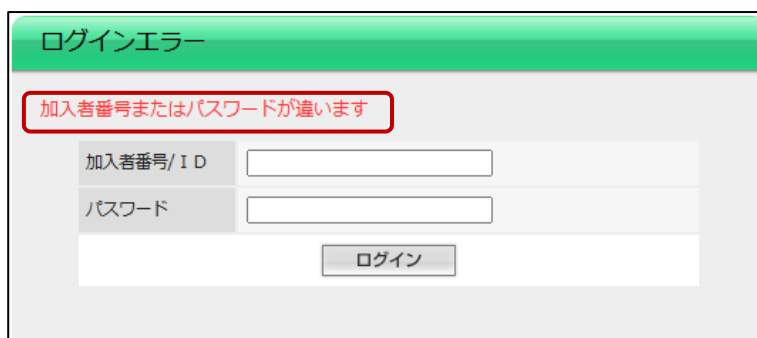 ログインエラー
加入者番号またはパスワードが違います
加入者番号/ＩＤ
パスワード
ログイン